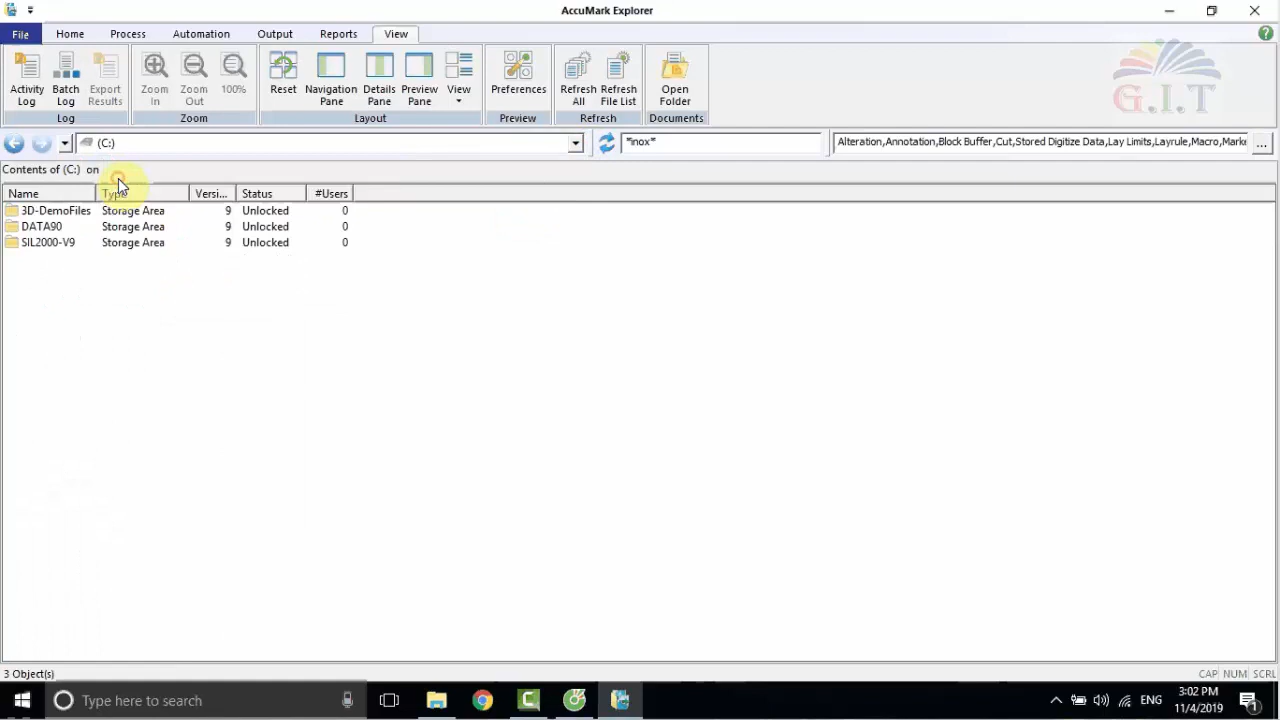 AccuMark Explorer
File Home Process Automation Output Reports View
Activity Log Batch Log Export Results Zoom In Zoom Out 100% Reset Navigation Pane Details Pane Preview Pane View Preferences Refresh All Refresh File List Open Folder
Log Zoom Layout Preview Refresh Documents
G.I.T
(C:) *inox* Alteration,Annotation,Block Buffer,Cut,Stored Digitize Data,Lay Limits,Layrule,Macro,Marke ...
Contents of (C:) on
Name Type Versi... Status #Users
3D-DemoFiles Storage Area 9 Unlocked 0
DATA90 Storage Area 9 Unlocked 0
SIL2000-V9 Storage Area 9 Unlocked 0
3 Object(s) CAP NUM SCRL
Type here to search ENG 3:02 PM
11/4/2019 1